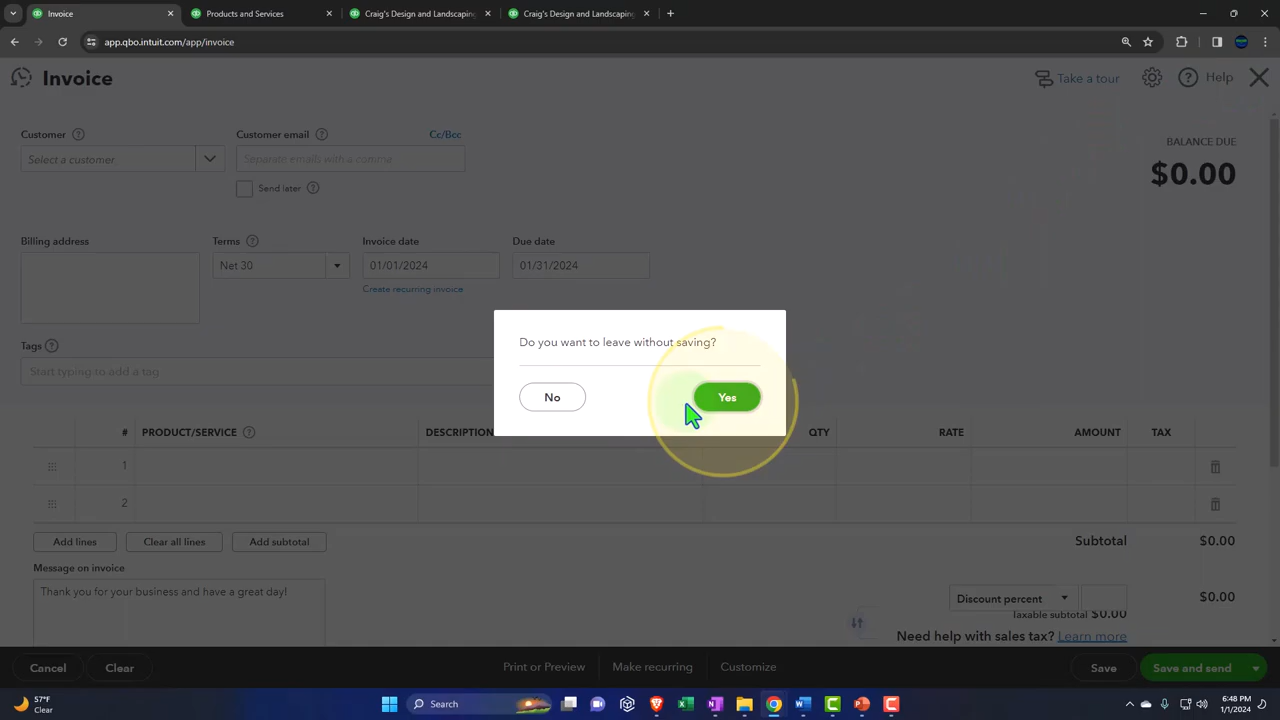 Invoice
Products and Services
Craig's Design and Landscaping
Craig's Design and Landscaping
app.qbo.intuit.com/app/invoice
Invoice
Take a tour
Help
Customer
Customer email
Cc/Bcc
BALANCE DUE
Select a customer
Separate emails with a comma
$0.00
Send later
Billing address
Terms
Invoice date
Due date
Net 30
01/01/2024
01/31/2024
Create recurring invoice
Do you want to leave without saving?
Tags
Start typing to add a tag
No
Yes
# PRODUCT/SERVICE DESCRIPTION QTY RATE AMOUNT TAX
1
2
Add lines
Clear all lines
Add subtotal
Subtotal
$0.00
Message on invoice
Thank you for your business and have a great day!
Discount percent
$0.00
Taxable subtotal $0.00
Need help with sales tax? Learn more
Cancel
Clear
Print or Preview
Make recurring
Customize
Save
Save and send
57°F
Clear
Search
6:48 PM
1/1/2024